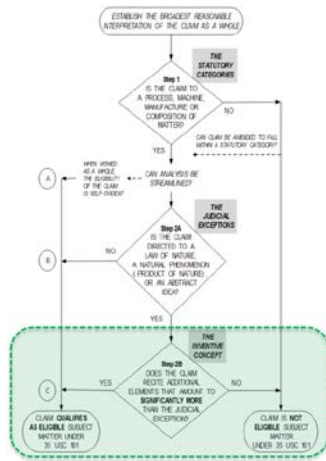 ESTABLISH THE BROADEST REASONABLE
INTERPRETATION OF THE CLAIM AS A WHOLE
THE
STATUTORY
CATEGORIES
Step 1
IS THE CLAIM TO
A PROCESS, MACHINE,
MANUFACTURE OR
COMPOSITION OF
MATTER?
NO
YES
CAN CLAIM BE AMENDED TO FALL
WITHIN A STATUTORY CATEGORY?
A
WHEN VIEWED
AS A WHOLE,
THE ELIGIBILITY
OF THE CLAIM IS
SELF-EVIDENT
CAN ANALYSIS BE
STREAMLINED?
THE
JUDICIAL
EXCEPTIONS
Step 2A
IS THE CLAIM
DIRECTED TO A
LAW OF NATURE,
A NATURAL PHENOMENON
(PRODUCT OF NATURE)
OR AN ABSTRACT
IDEA?
B
NO
YES
THE
INVENTIVE
CONCEPT
Step 2B
DOES THE CLAIM
RECITE ADDITIONAL
ELEMENTS THAT AMOUNT TO
SIGNIFICANTLY MORE
THAN THE JUDICIAL
EXCEPTION?
C
YES
NO
CLAIM QUALIFIES
AS ELIGIBLE SUBJECT
MATTER UNDER
35 USC 101
CLAIM IS NOT
ELIGIBLE SUBJECT
MATTER UNDER
35 USC 101